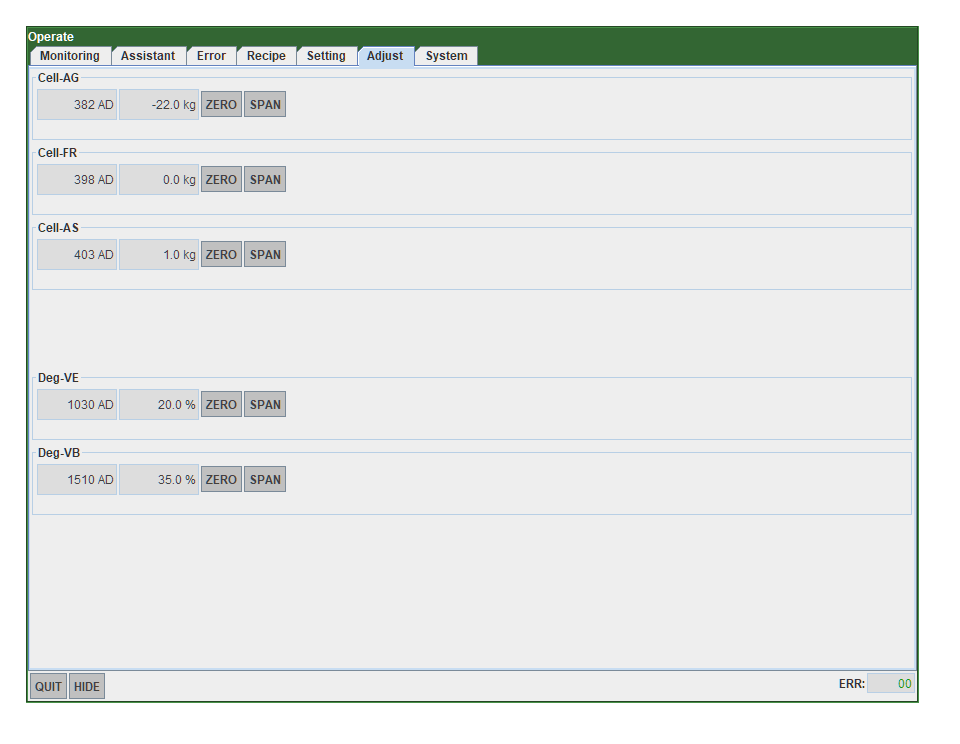 Operate
Monitoring Assistant Error Recipe Setting Adjust System
Cell-AG
382 AD -22.0 kg ZERO SPAN
Cell-FR
398 AD 0.0 kg ZERO SPAN
Cell-AS
403 AD 1.0 kg ZERO SPAN
Deg-VE
1030 AD 20.0 % ZERO SPAN
Deg-VB
1510 AD 35.0 % ZERO SPAN
QUIT HIDE ERR: 00